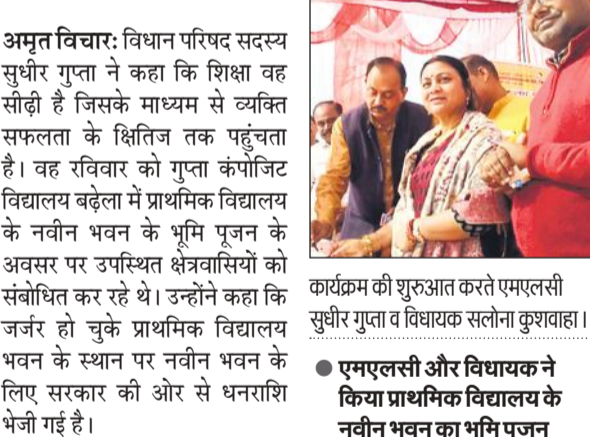 अमृत विचार: विधान परिषद सदस्य
सुधीर गुप्ता ने कहा कि शिक्षा वह
सीढ़ी है जिसके माध्यम से व्यक्ति
सफलता के क्षितिज तक पहुंचता
है। वह रविवार को गुप्ता कंपोजिट
विद्यालय बढ़ेला में प्राथमिक विद्यालय
के नवीन भवन के भूमि पूजन के
अवसर पर उपस्थित क्षेत्रवासियों को
संबोधित कर रहे थे। उन्होंने कहा कि
जर्जर हो चुके प्राथमिक विद्यालय
भवन के स्थान पर नवीन भवन के
लिए सरकार की ओर से धनराशि
भेजी गई है।
कार्यक्रम की शुरुआत करते एमएलसी
सुधीर गुप्ता व विधायक सलोना कुशवाहा।
● एमएलसी और विधायक ने
किया प्राथमिक विद्यालय के
नवीन भवन का भूमि पूजन